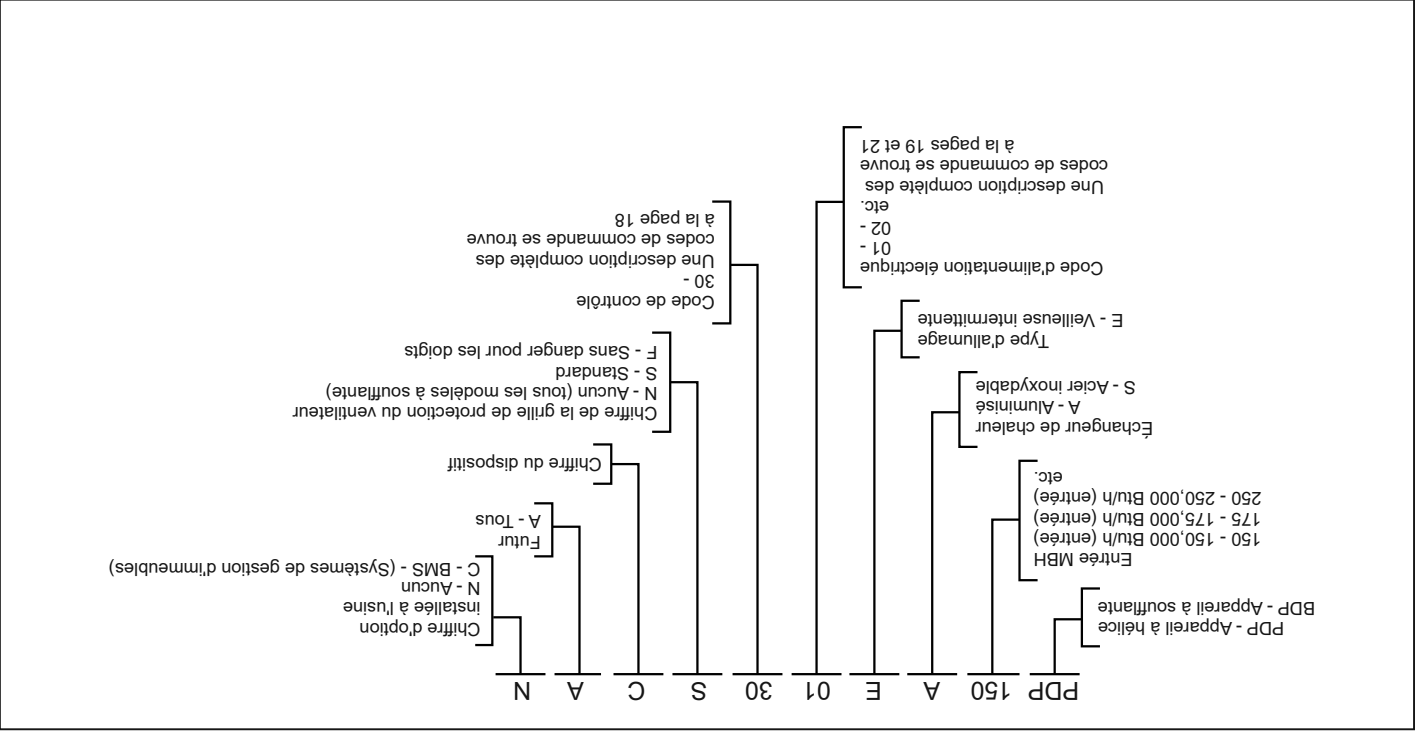 PDP 150 A E 01 30 S C A N
PDP - Appareil à hélice
BDP - Appareil à soufflante
Entrée MBH
150 - 150,000 Btu/h (entrée)
175 - 175,000 Btu/h (entrée)
250 - 250,000 Btu/h (entrée)
etc.
Échangeur de chaleur
A - Aluminisé
S - Acier inoxydable
Type d'allumage
E - Veilleuse intermittente
Code d'alimentation électrique
01 -
02 -
etc.
Une description complète des
codes de commande se trouve
à la pages 19 et 21
Code de contrôle
30 -
Une description complète des
codes de commande se trouve
à la page 18
Chiffre de la grille de protection du ventilateur
N - Aucun (tous les modèles à soufflante)
S - Standard
F - Sans danger pour les doigts
Chiffre du dispositif
Futur
A - Tous
Chiffre d'option
installée à l'usine
N - Aucun
C - BMS - (Systèmes de gestion d'immeubles)